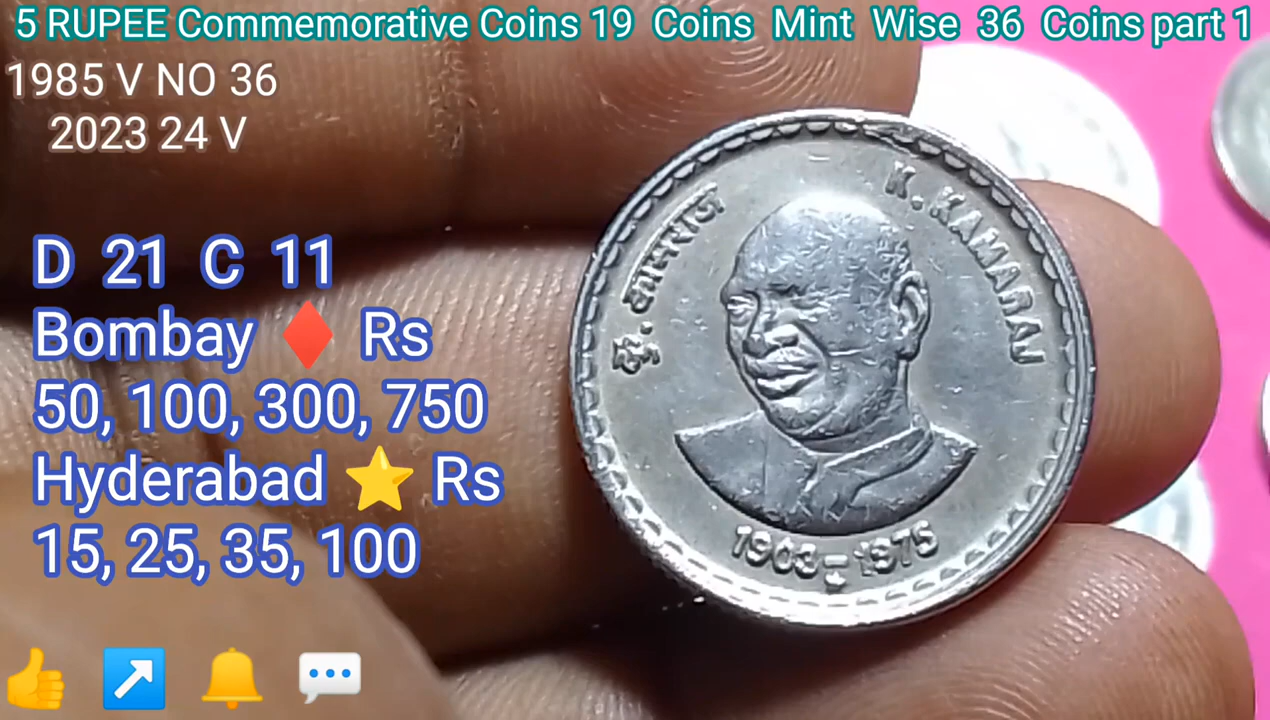 5 RUPEE Commemorative Coins 19 Coins Mint Wise 36 Coins part 1
1985 V NO 36
2023 24 V
D 21 C 11
Bombay ♦️ Rs
50, 100, 300, 750
Hyderabad ⭐ Rs
15, 25, 35, 100
कु. कामराज
K. KAMARAJ
1903-1975